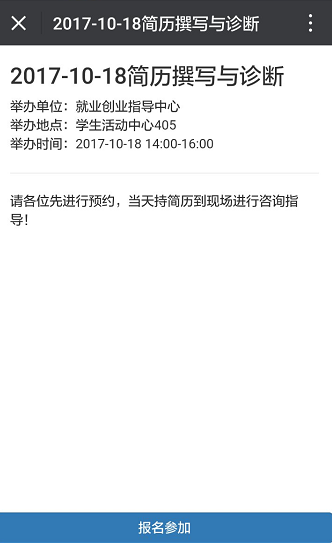 2017-10-18简历撰写与诊断
2017-10-18简历撰写与诊断
举办单位：就业创业指导中心
举办地点：学生活动中心405
举办时间：2017-10-18 14:00-16:00
请各位先进行预约，当天持简历到现场进行咨询指
导！
报名参加